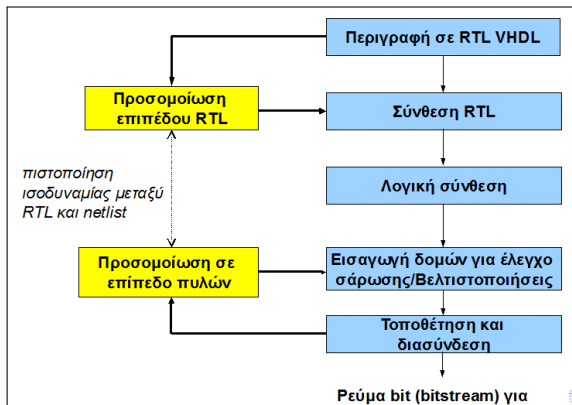 Περιγραφή σε RTL VHDL
Προσομοίωση
επιπέδου RTL
Σύνθεση RTL
πιστοποίηση
ισοδυναμίας μεταξύ
RTL και netlist
Λογική σύνθεση
Προσομοίωση σε
επίπεδο πυλών
Εισαγωγή δομών για έλεγχο
σάρωσης/Βελτιστοποιήσεις
Τοποθέτηση και
διασύνδεση
Ρεύμα bit (bitstream) για